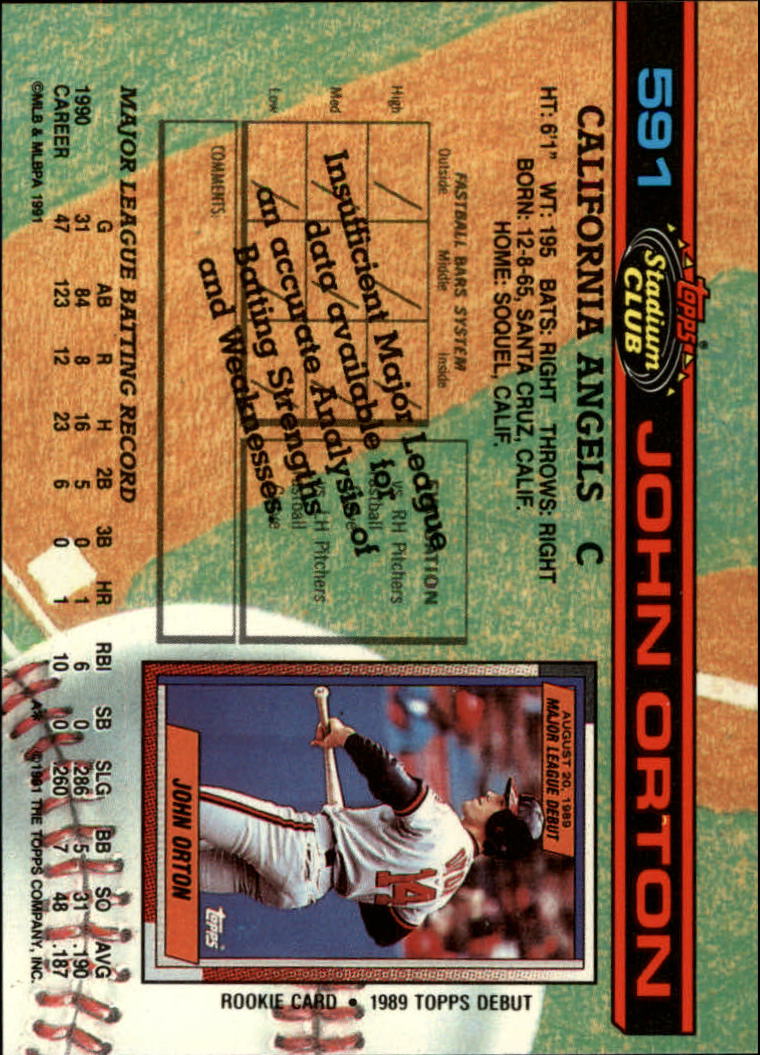 591
Topps®
Stadium
CLUB
JOHN ORTON
CALIFORNIA ANGELS C
HT: 6'1" WT: 195 BATS: RIGHT THROWS: RIGHT
BORN: 12-8-65, SANTA CRUZ, CALIF.
HOME: SOQUEL, CALIF.
FASTBALL BARS SYSTEM
Outside Middle Inside
High
Med
Low
vs. RH Pitchers
vs. LH Pitchers
COMMENTS:
Insufficient Major League
data available for
an accurate Analysis of
Batting Strengths
and Weaknesses.
AUGUST 20, 1989
MAJOR LEAGUE DEBUT
14
JOHN ORTON
topps®
ROOKIE CARD • 1989 TOPPS DEBUT
MAJOR LEAGUE BATTING RECORD
G AB R H 2B 3B HR RBI SB SLG BB SO AVG
1990 31 84 8 16 5 0 1 6 0 .286 5 31 .190
CAREER 47 123 12 23 6 0 1 10 0 .260 7 48 .187
©MLB & MLBPA 1991
A* ©1991 THE TOPPS COMPANY, INC.